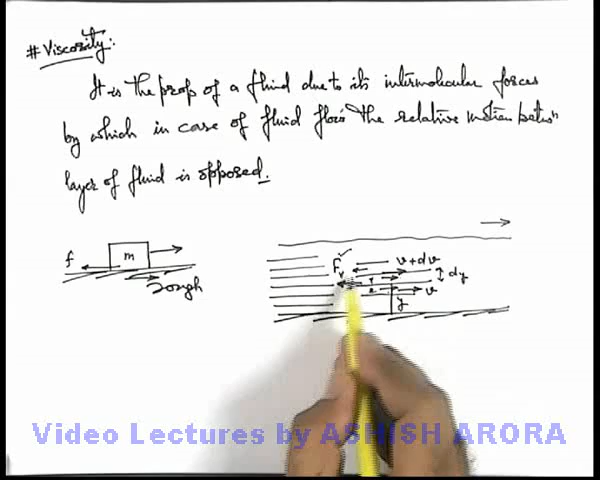 # Viscosity:
It is the prop of a fluid due to its intermolecular forces
by which in case of fluid flow the relative motion between
layer of fluid is opposed.
f m
rough
Fv v+dv
dy
v
y
Video Lectures by ASHISH ARORA